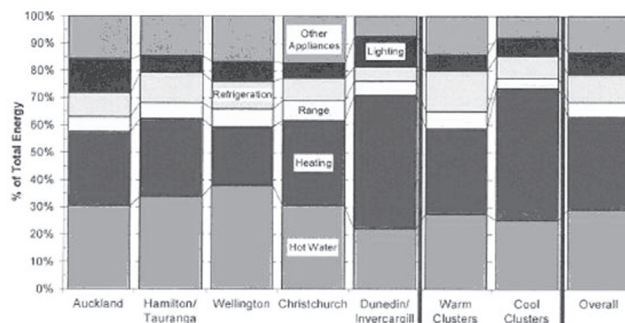 100%
90%
80%
70%
60%
50%
40%
30%
20%
10%
0%
% of Total Energy
Other
Appliances
Lighting
Refrigeration
Range
Heating
Hot Water
Auckland
Hamilton/
Tauranga
Wellington
Christchurch
Dunedin/
Invercargill
Warm
Clusters
Cool
Clusters
Overall